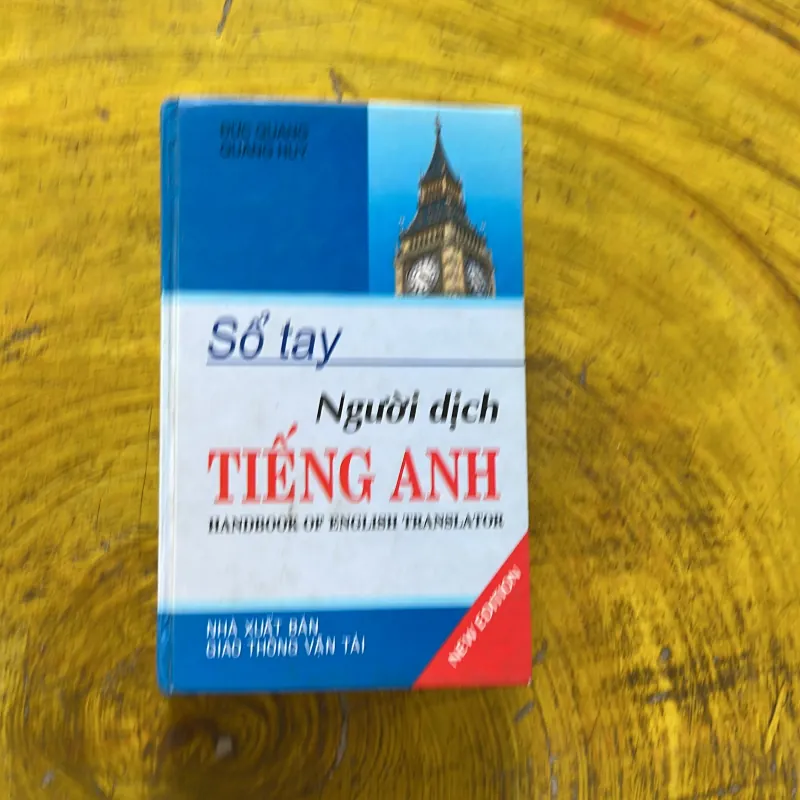 ĐỨC QUANG
QUANG HUY
Sổ tay
Người dịch
TIẾNG ANH
HANDBOOK OF ENGLISH TRANSLATOR
NEW EDITION
NHÀ XUẤT BẢN
GIAO THÔNG VẬN TẢI